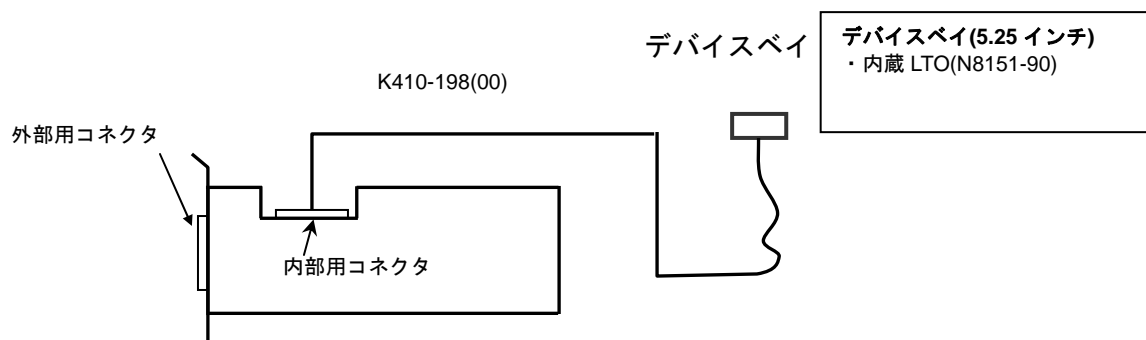 デバイスベイ
デバイスベイ(5.25 インチ)
・内蔵 LTO(N8151-90)
K410-198(00)
外部用コネクタ
内部用コネクタ